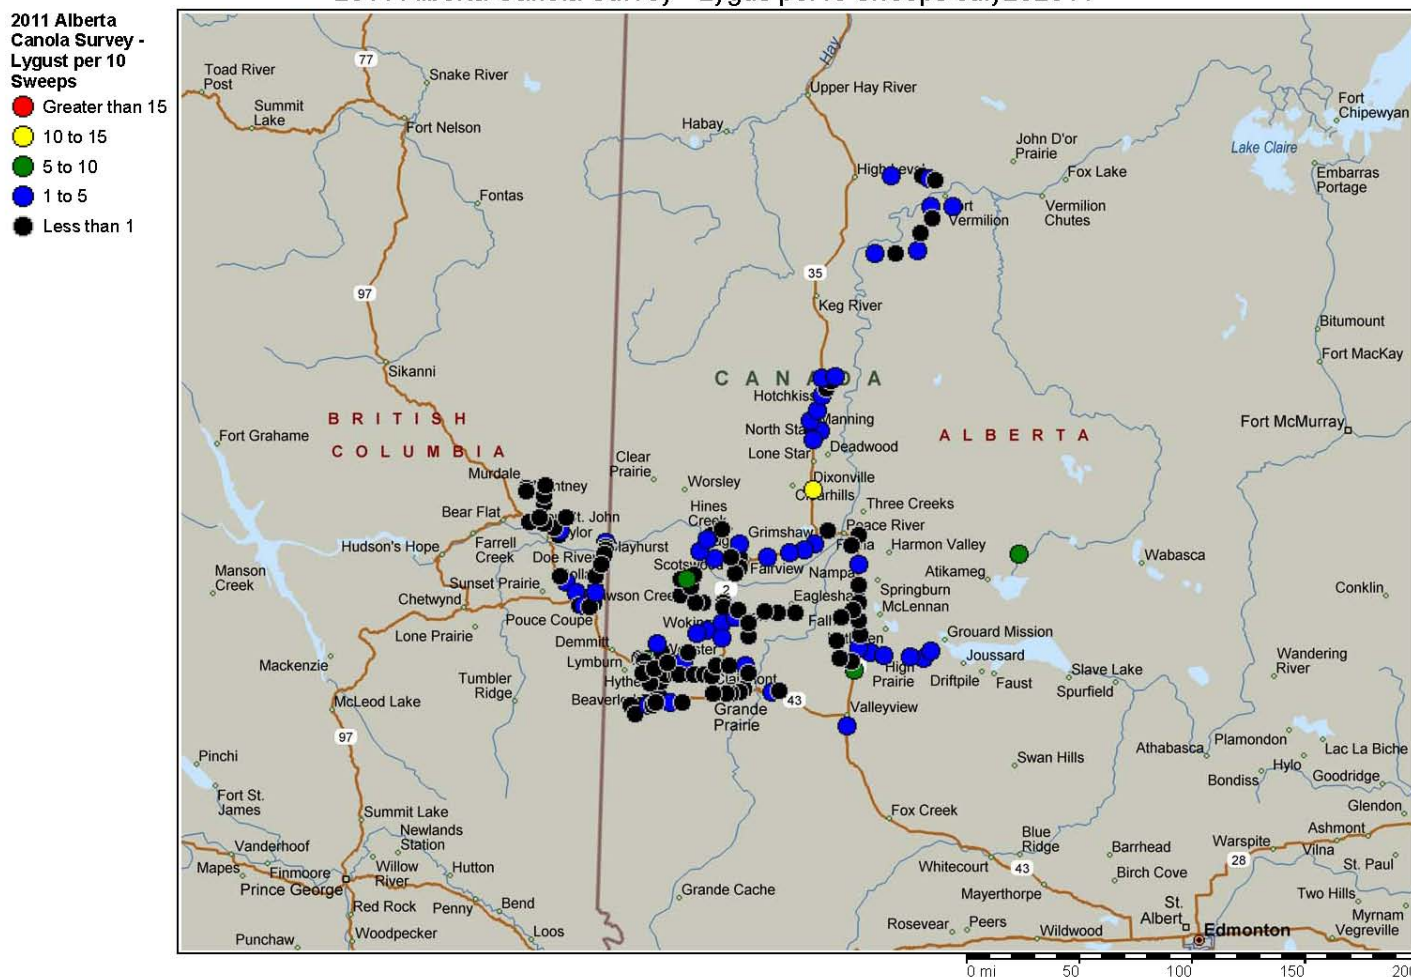 2011 Alberta
Canola Survey -
Lygust per 10
Sweeps
Greater than 15
10 to 15
5 to 10
1 to 5
Less than 1
77
Toad River
Post
Snake River
Summit
Lake
Fort Nelson
Hay
Upper Hay River
Habay
Fort
Chipewyan
Lake Claire
John D'or
Prairie
Fox Lake
Embarras
Portage
Fontas
Vermilion
Vermilion
Chutes
35
97
Keg River
Bitumount
Fort MacKay
Sikanni
CANADA
BRITISH
COLUMBIA
ALBERTA
Fort McMurray
Fort Grahame
Manning
Deadwood
Lone Star
Clear
Prairie
Murdale
Worsley
Dixonville
Bear Flat
Hines
Three Creeks
Grimshaw
Peace River
Hudson's Hope
Farrell
Creek
Clayhurst
Harmon Valley
Wabasca
Manson
Creek
Sunset Prairie
Fairview
Nampa
Atikameg
Springburn
Conklin
Chetwynd
2
McLennan
Pouce Coupe
Lone Prairie
Demmitt
Grouard Mission
Mackenzie
Lymburn
High
Prairie
Joussard
Driftpile
Faust
Slave Lake
Spurfield
Wandering
River
Tumbler
Ridge
McLeod Lake
Grande
Prairie
43
Valleyview
97
Pinchi
Swan Hills
Athabasca
Plamondon
Lac La Biche
Hylo
Bondiss
Goodridge
Fort St.
James
Summit Lake
Fox Creek
Glendon
Newlands
Station
Blue
Ridge
Ashmont
Vanderhoof
Barrhead
Warspite
Vilna
Mapes
Finmoore
Willow
River
Hutton
Whitecourt
43
Birch Cove
28
St. Paul
Prince George
Grande Cache
Mayerthorpe
Two Hills
Red Rock
Penny
Bend
St.
Albert
Myrnam
Punchaw
Woodpecker
Loos
Rosevear
Peers
Wildwood
Edmonton
Vegreville
0 mi
50
100
150